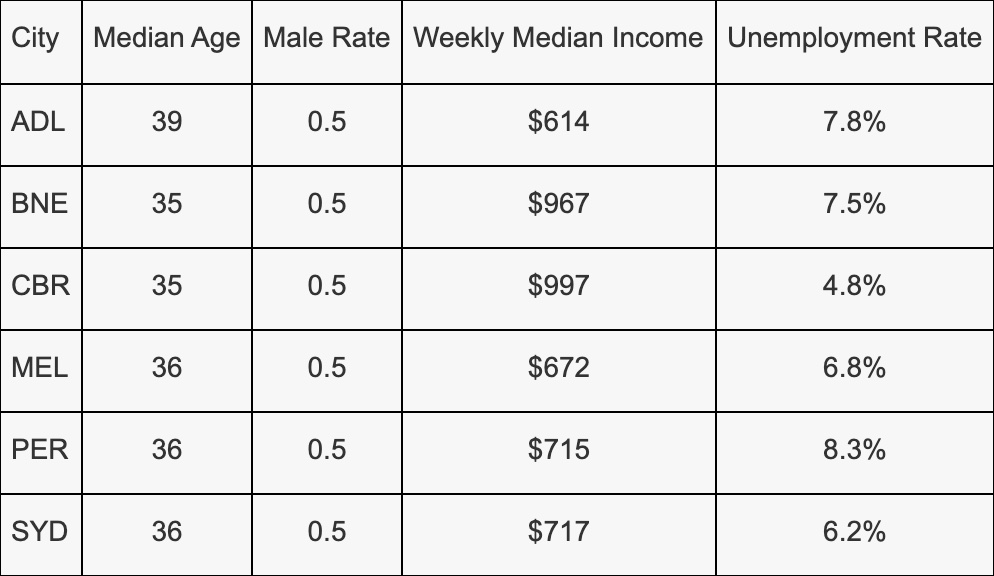 City Median Age Male Rate Weekly Median Income Unemployment Rate
ADL 39 0.5 $614 7.8%
BNE 35 0.5 $967 7.5%
CBR 35 0.5 $997 4.8%
MEL 36 0.5 $672 6.8%
PER 36 0.5 $715 8.3%
SYD 36 0.5 $717 6.2%